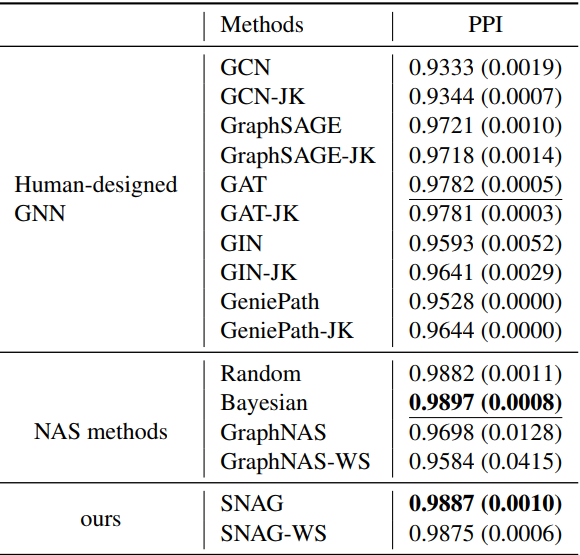 Methods PPI
GCN 0.9333 (0.0019)
GCN-JK 0.9344 (0.0007)
GraphSAGE 0.9721 (0.0010)
GraphSAGE-JK 0.9718 (0.0014)
Human-designed GAT 0.9782 (0.0005)
GNN GAT-JK 0.9781 (0.0003)
GIN 0.9593 (0.0052)
GIN-JK 0.9641 (0.0029)
GeniePath 0.9528 (0.0000)
GeniePath-JK 0.9644 (0.0000)
Random 0.9882 (0.0011)
Bayesian 0.9897 (0.0008)
NAS methods GraphNAS 0.9698 (0.0128)
GraphNAS-WS 0.9584 (0.0415)
ours SNAG 0.9887 (0.0010)
SNAG-WS 0.9875 (0.0006)